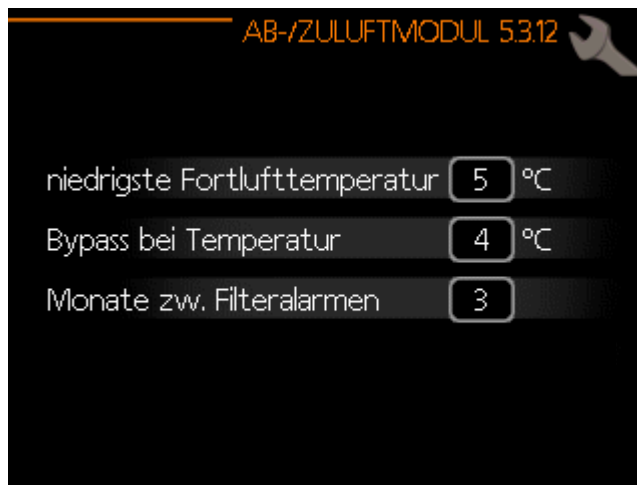 AB-/ZULUFTMODUL 5.3.12
niedrigste Fortlufttemperatur 5 °C
Bypass bei Temperatur 4 °C
Monate zw. Filteralarmen 3